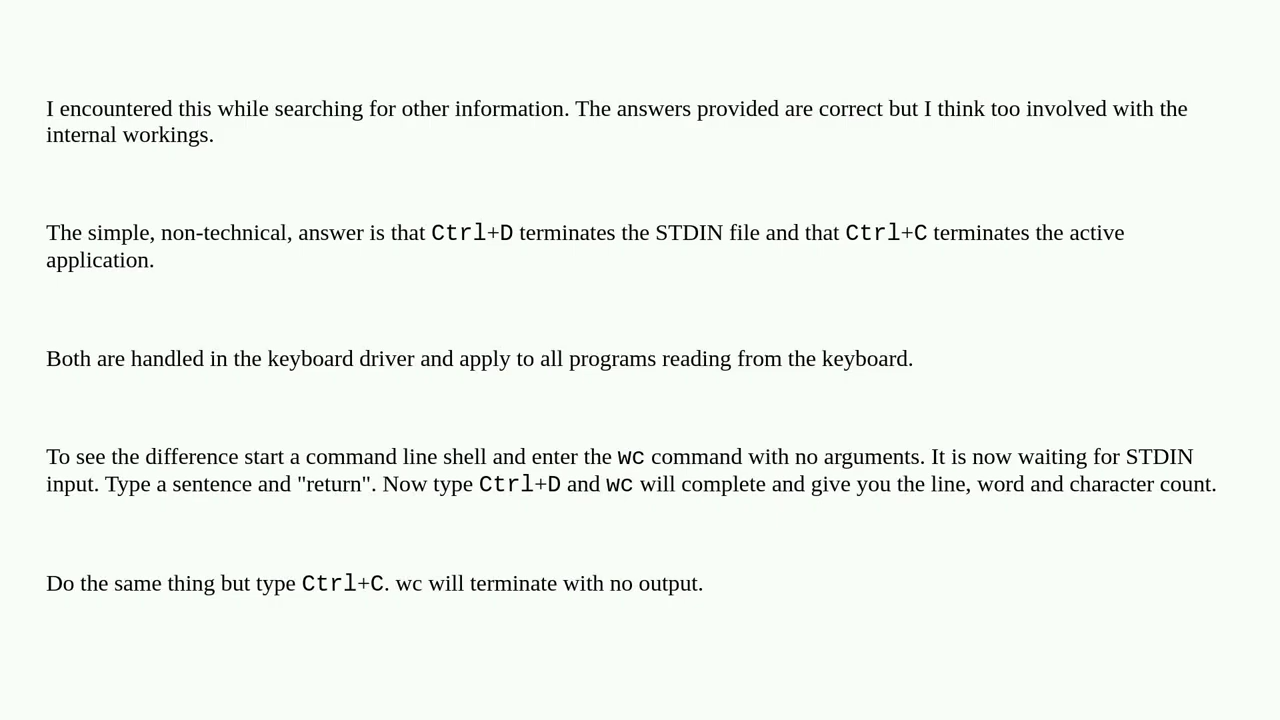 I encountered this while searching for other information. The answers provided are correct but I think too involved with the
internal workings.
The simple, non-technical, answer is that Ctrl+D terminates the STDIN file and that Ctrl+C terminates the active
application.
Both are handled in the keyboard driver and apply to all programs reading from the keyboard.
To see the difference start a command line shell and enter the wc command with no arguments. It is now waiting for STDIN
input. Type a sentence and "return". Now type Ctrl+D and wc will complete and give you the line, word and character count.
Do the same thing but type Ctrl+C. wc will terminate with no output.